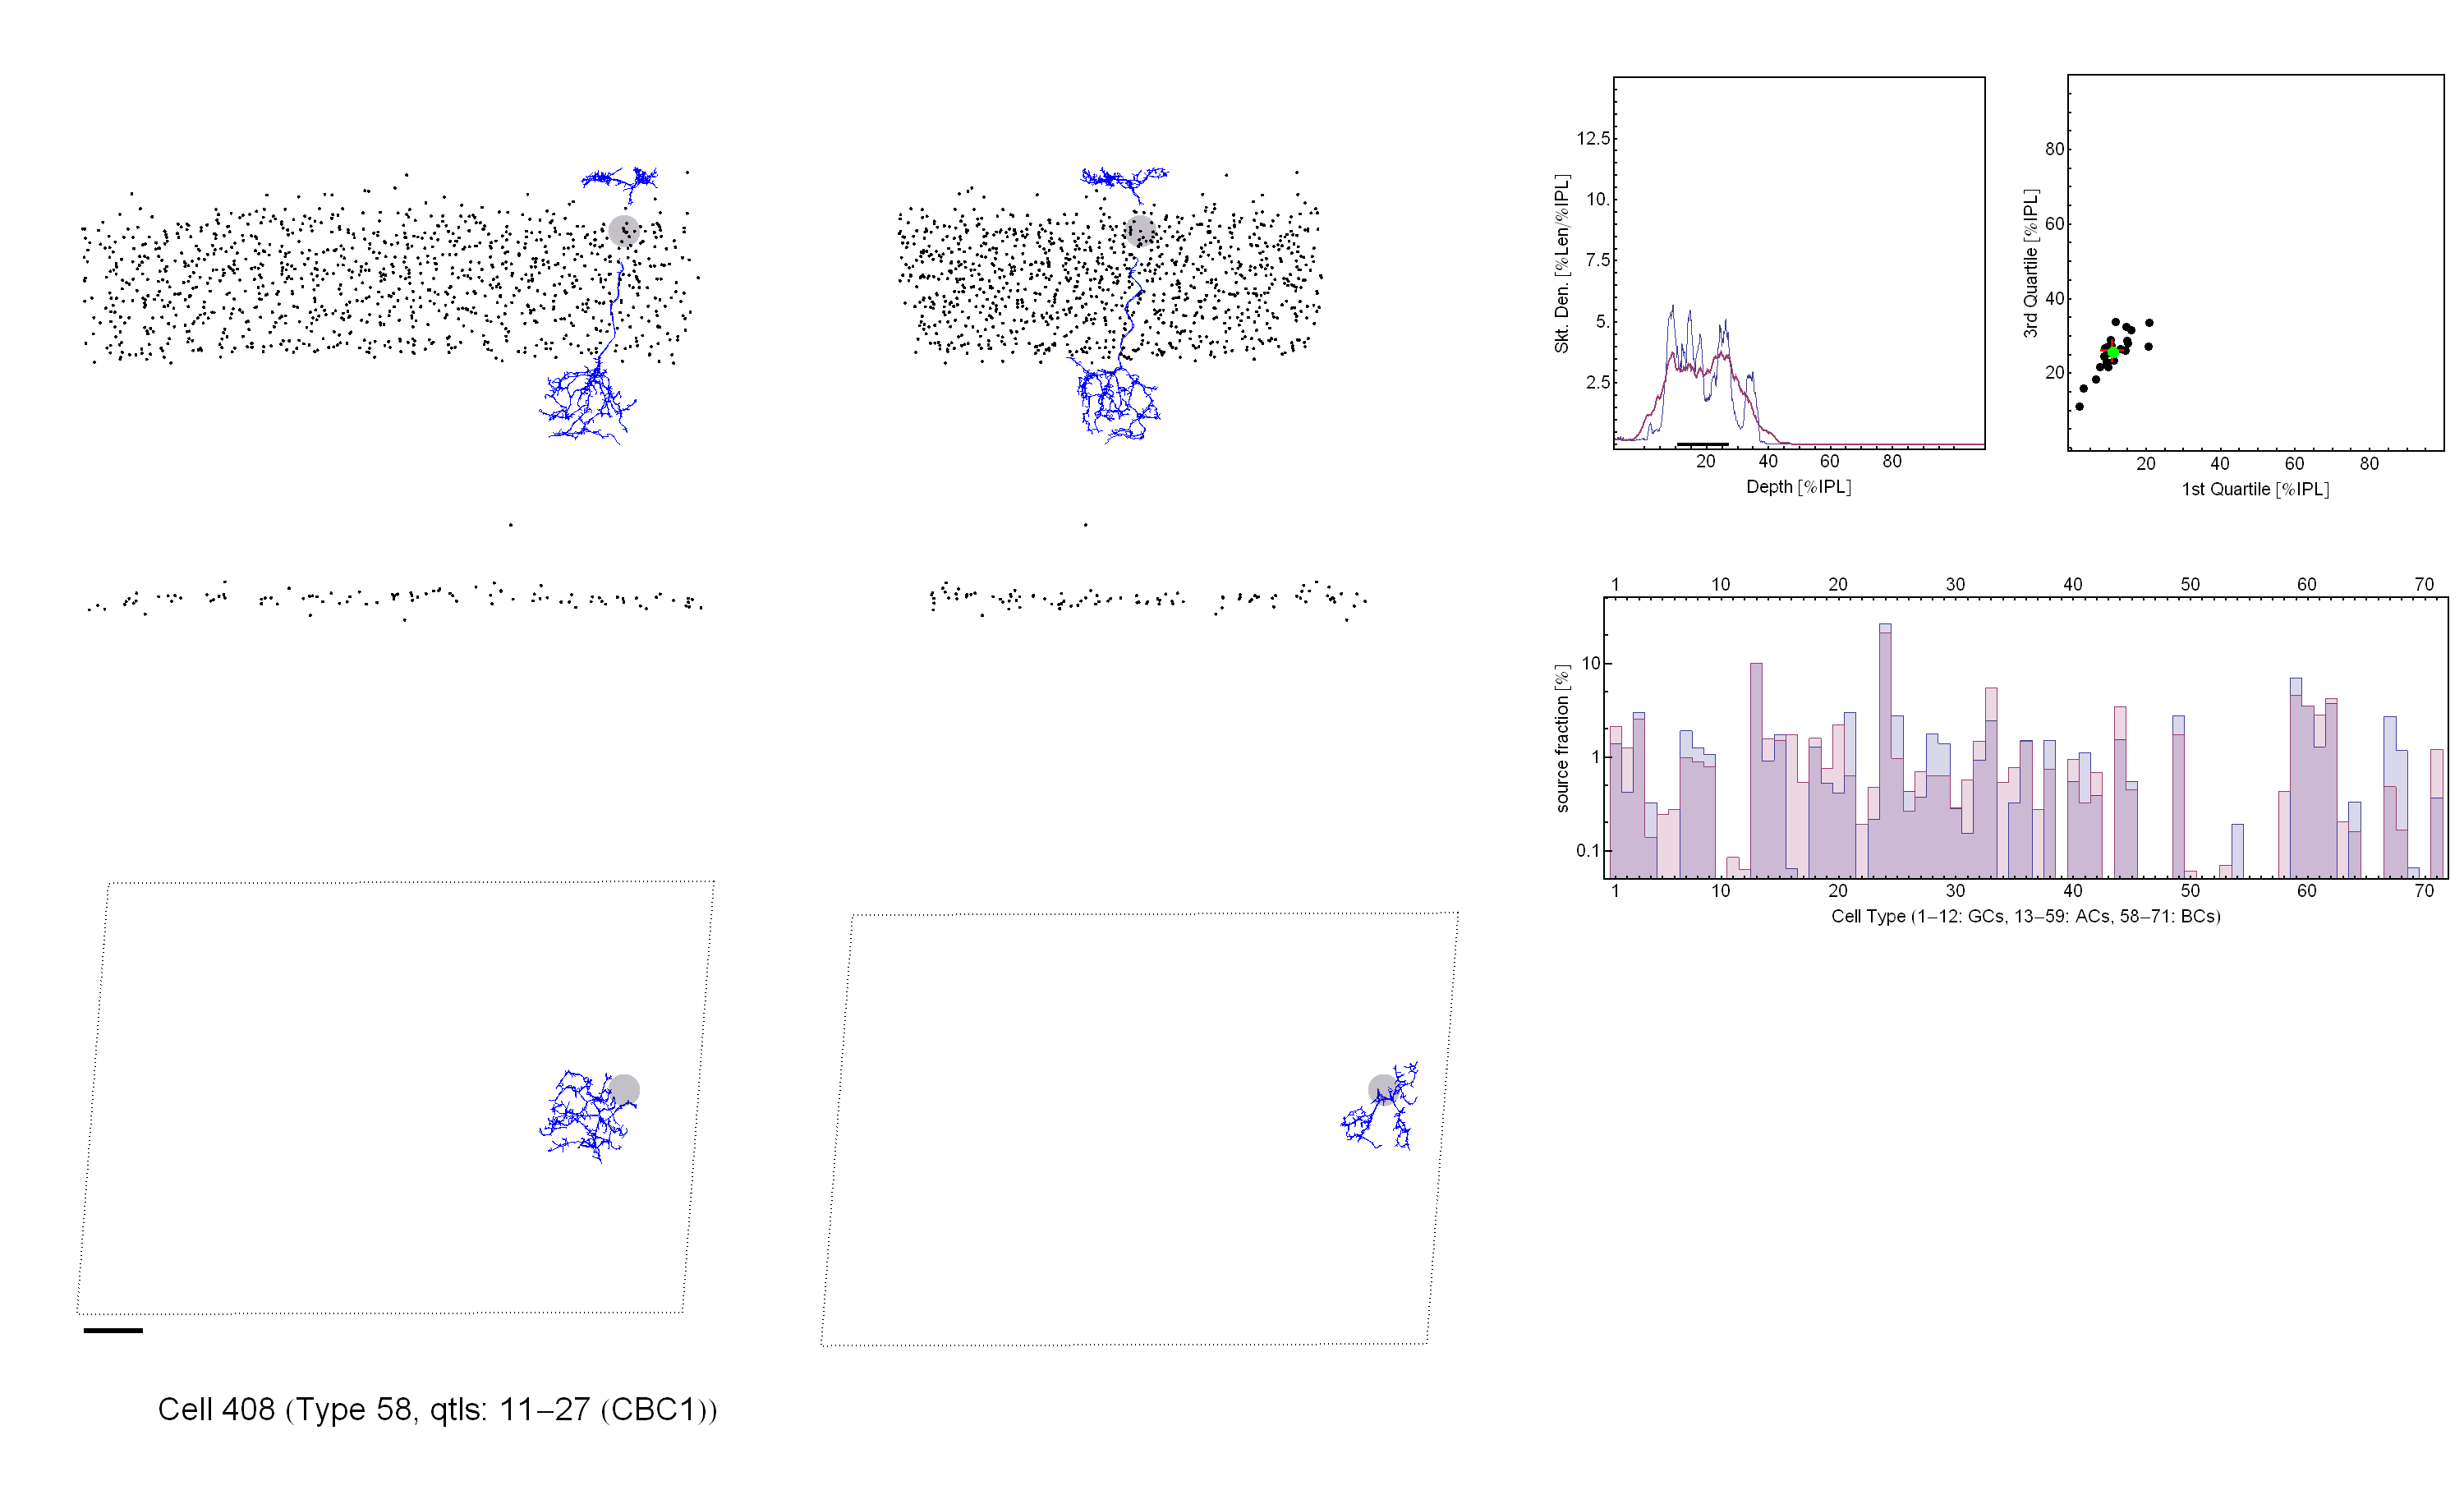 12.5
10.
7.5
5.
2.5
Skt. Den. [%Len/%IPL]
20 40 60 80
Depth [%IPL]
80
60
40
20
3rd Quartile [%IPL]
20 40 60 80
1st Quartile [%IPL]
1 10 20 30 40 50 60 70
10
1
0.1
source fraction [%]
1 10 20 30 40 50 60 70
Cell Type (1–12: GCs, 13–59: ACs, 58–71: BCs)
Cell 408 (Type 58, qtls: 11–27 (CBC1))